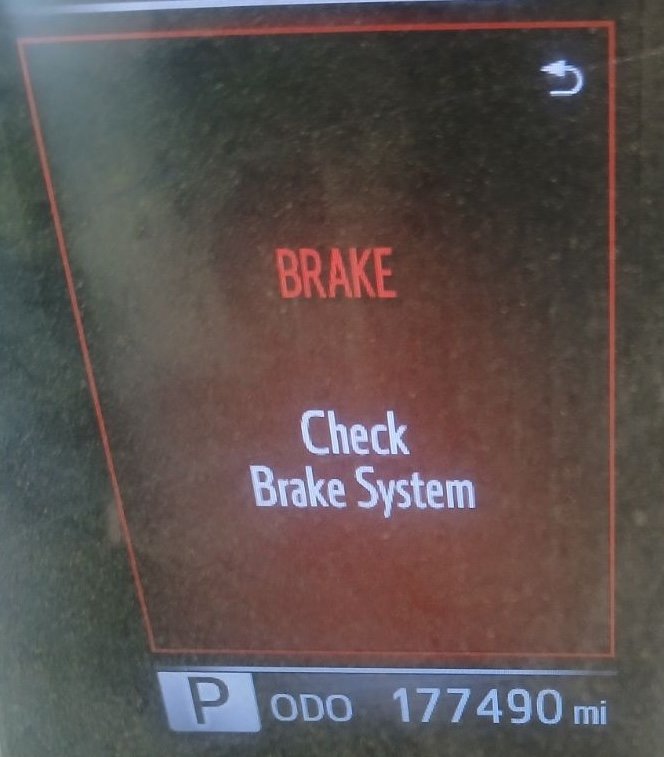 BRAKE
Check
Brake System
P ODO 177490 mi